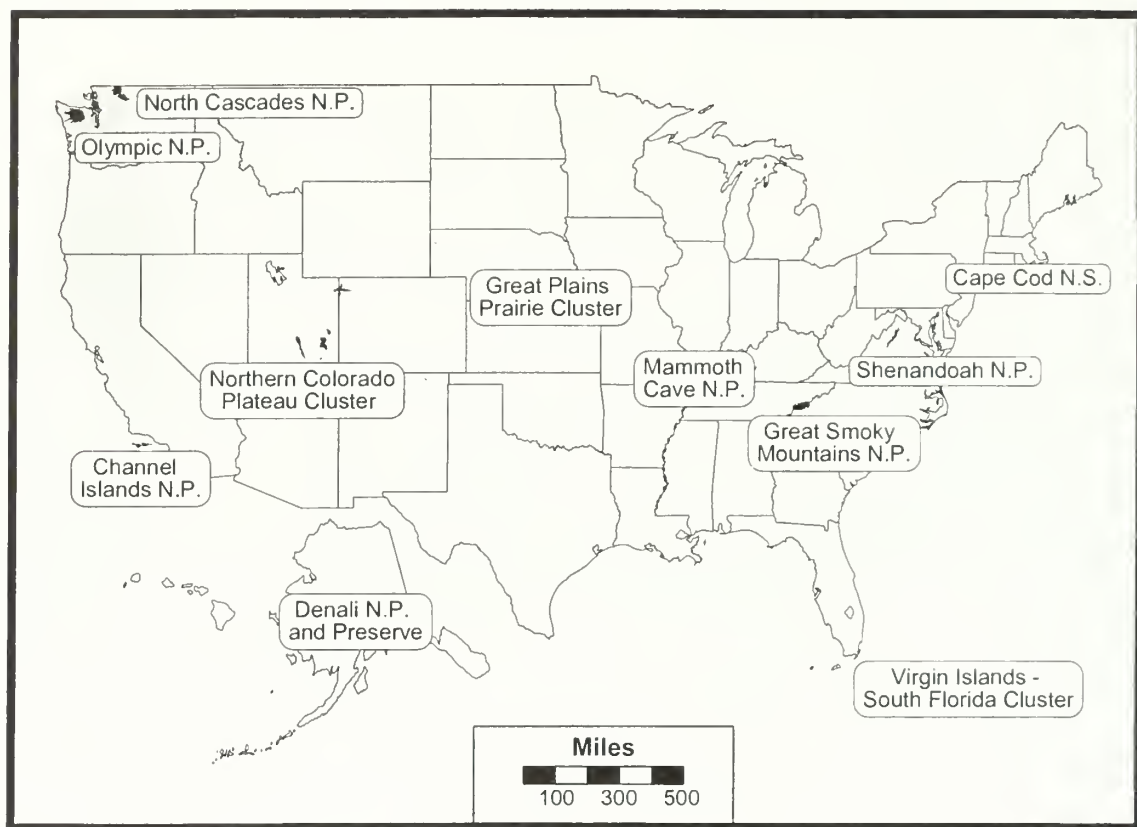 North Cascades N.P.
Olympic N.P.
Great Plains
Prairie Cluster
Cape Cod N.S.
Northern Colorado
Plateau Cluster
Mammoth
Cave N.P.
Shenandoah N.P.
Great Smoky
Mountains N.P.
Channel
Islands N.P.
Denali N.P.
and Preserve
Virgin Islands -
South Florida Cluster
Miles
100 300 500